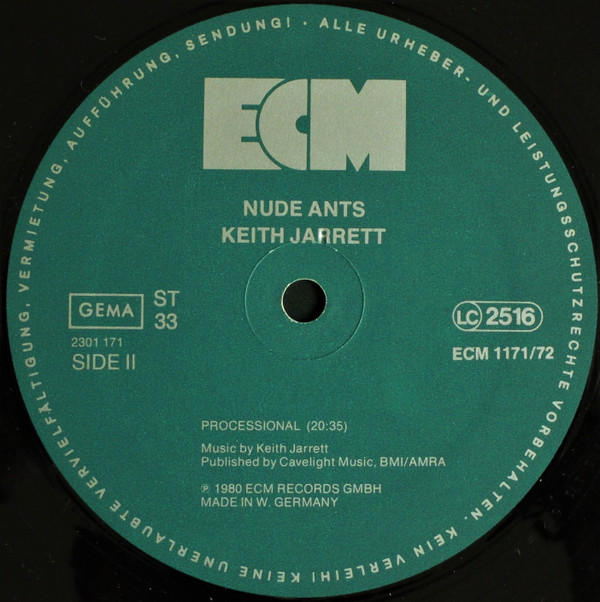 ALLE URHEBER- UND LEISTUNGSSCHUTZRECHTE VORBEHALTEN. KEIN VERLEIH! KEINE UNERLAUBTE VERVIELFÄLTIGUNG, VERMIETUNG, AUFFÜHRUNG, SENDUNG! ·
ECM
NUDE ANTS
KEITH JARRETT
GEMA
ST
33
2301 171
SIDE II
LC 2516
ECM 1171/72
PROCESSIONAL (20:35)
Music by Keith Jarrett
Published by Cavelight Music, BMI/AMRA
℗ 1980 ECM RECORDS GMBH
MADE IN W. GERMANY